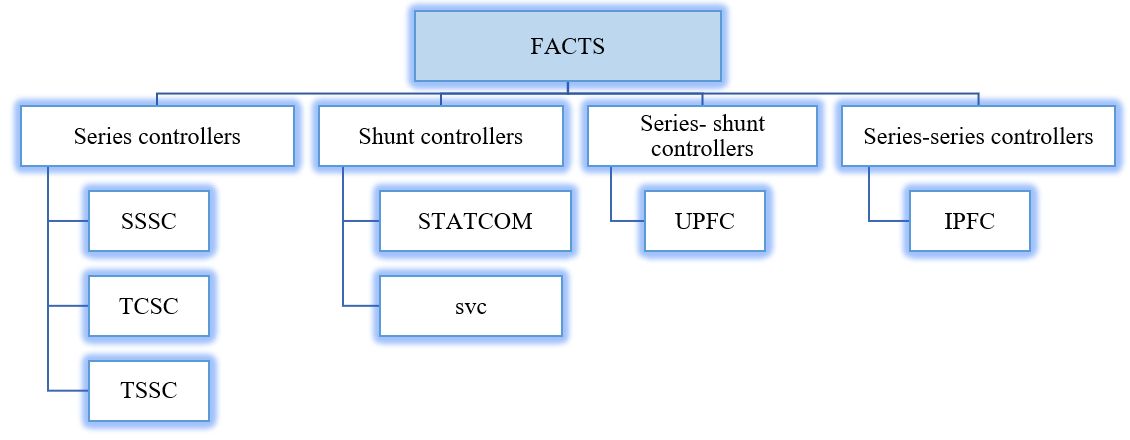 FACTS
Series controllers
Shunt controllers
Series- shunt
controllers
Series-series controllers
SSSC
STATCOM
UPFC
IPFC
TCSC
svc
TSSC